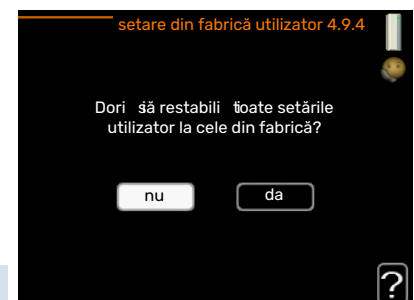 setare din fabrică utilizator 4.9.4
Dori să restabili toate setările
utilizator la cele din fabrică?
nu
da
?